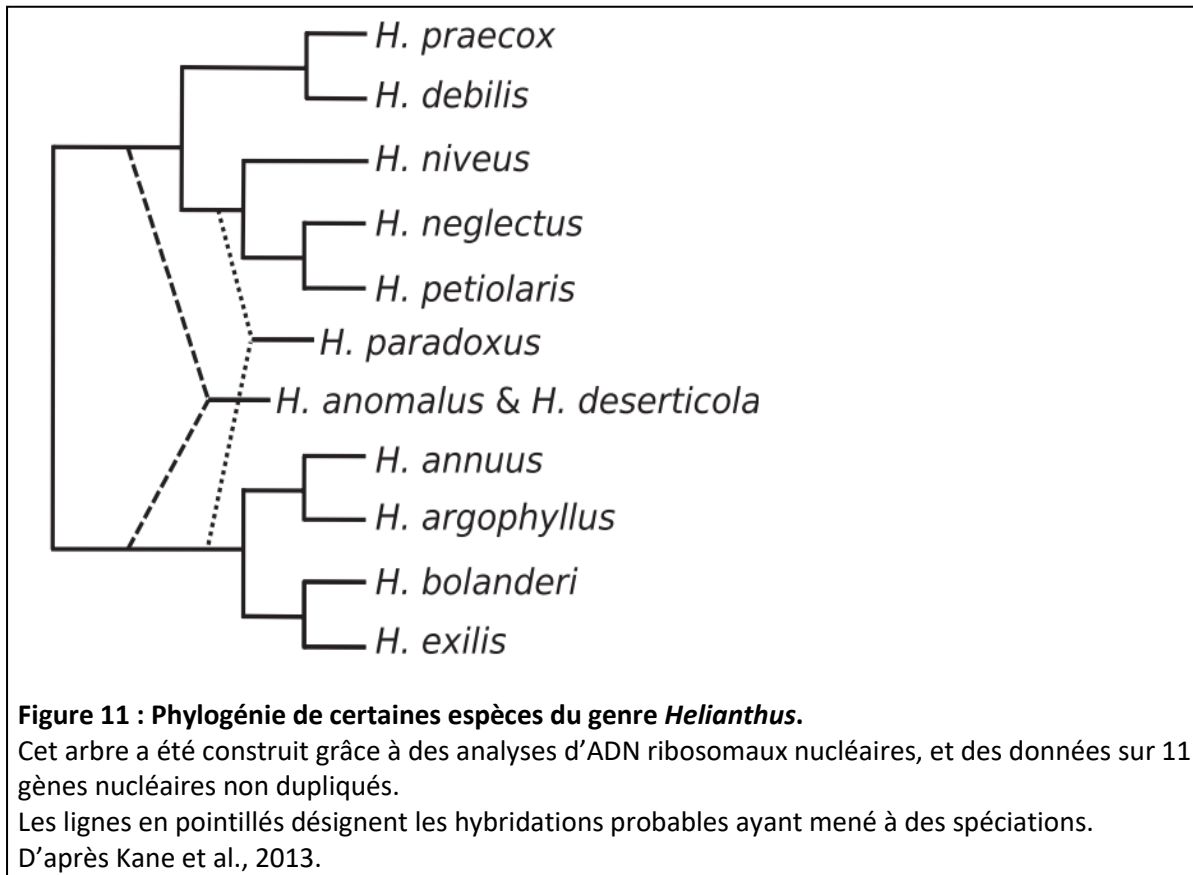 H. praecox
H. debilis
H. niveus
H. neglectus
H. petiolaris
H. paradoxus
H. anomalus & H. deserticola
H. annuus
H. argophyllus
H. bolanderi
H. exilis
Figure 11 : Phylogénie de certaines espèces du genre Helianthus.
Cet arbre a été construit grâce à des analyses d’ADN ribosomaux nucléaires, et des données sur 11
gènes nucléaires non dupliqués.
Les lignes en pointillés désignent les hybridations probables ayant mené à des spéciations.
D’après Kane et al., 2013.